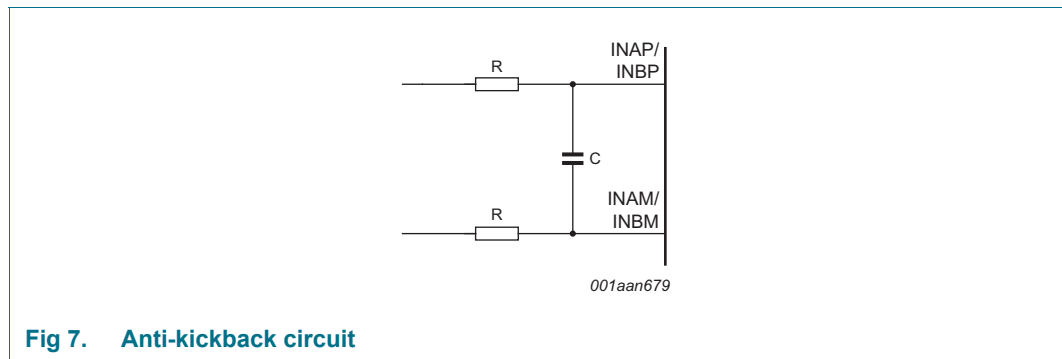 INAP/
INBP
R
C
INAM/
INBM
R
001aan679
Fig 7. Anti-kickback circuit